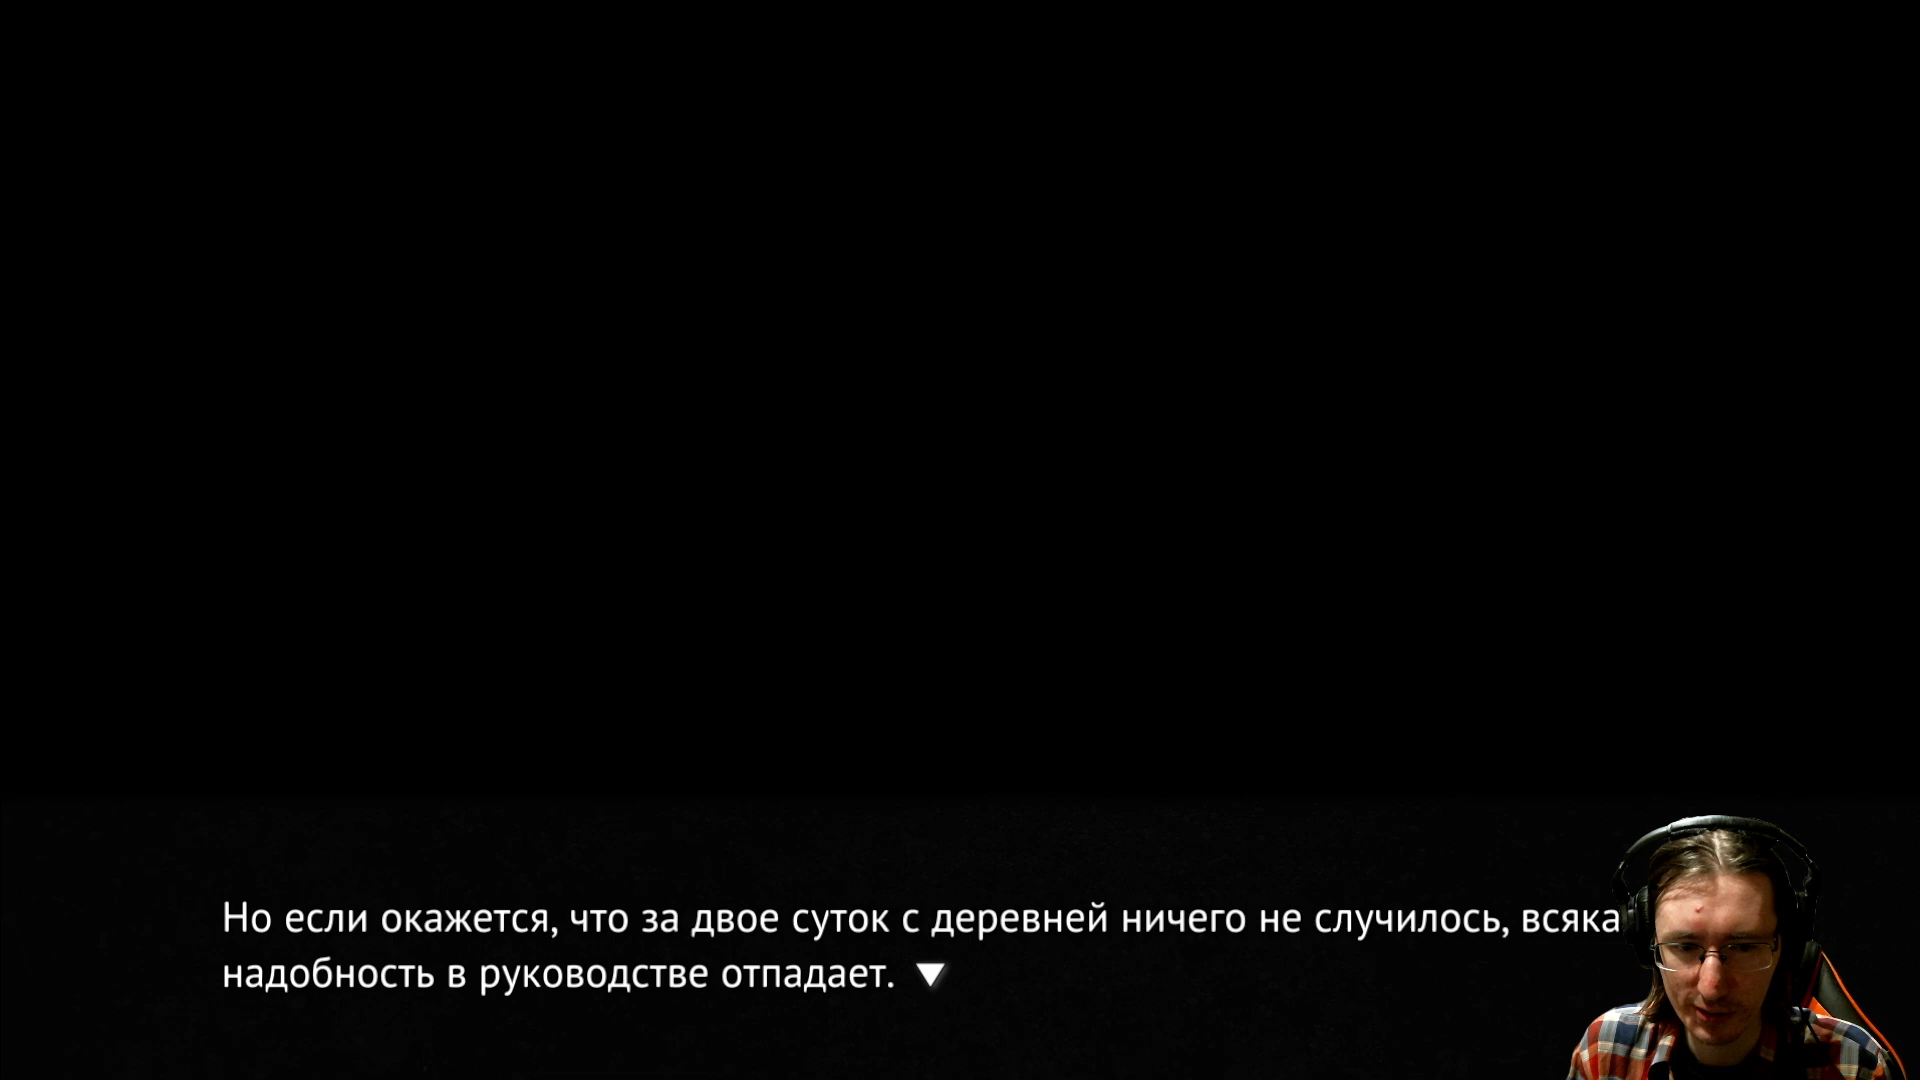 Но если окажется, что за двое суток с деревней ничего не случилось, всяка
надобность в руководстве отпадает.